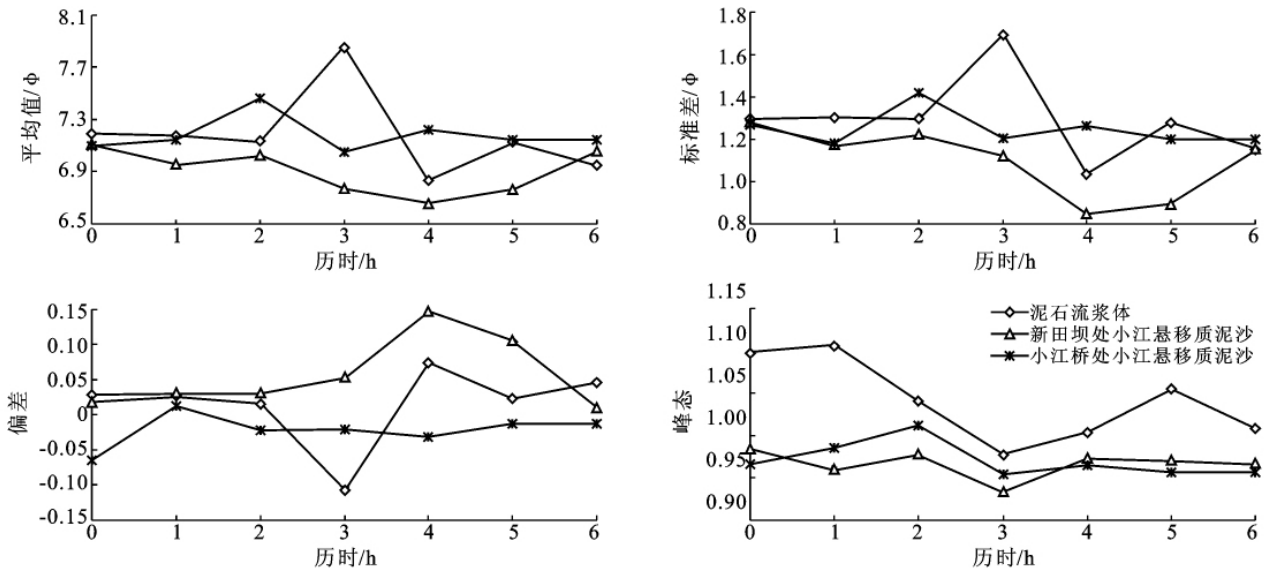 8.1
7.7
7.3
6.9
6.5
平均值/Φ
0 1 2 3 4 5 6
历时/h
1.8
1.6
1.4
1.2
1.0
0.8
标准差/Φ
0 1 2 3 4 5 6
历时/h
0.15
0.10
0.05
0
-0.05
-0.10
-0.15
偏差
0 1 2 3 4 5 6
历时/h
1.15
1.10
1.05
1.00
0.95
0.90
峰态
泥石流浆体
新田坝处小江悬移质泥沙
小江桥处小江悬移质泥沙
0 1 2 3 4 5 6
历时/h